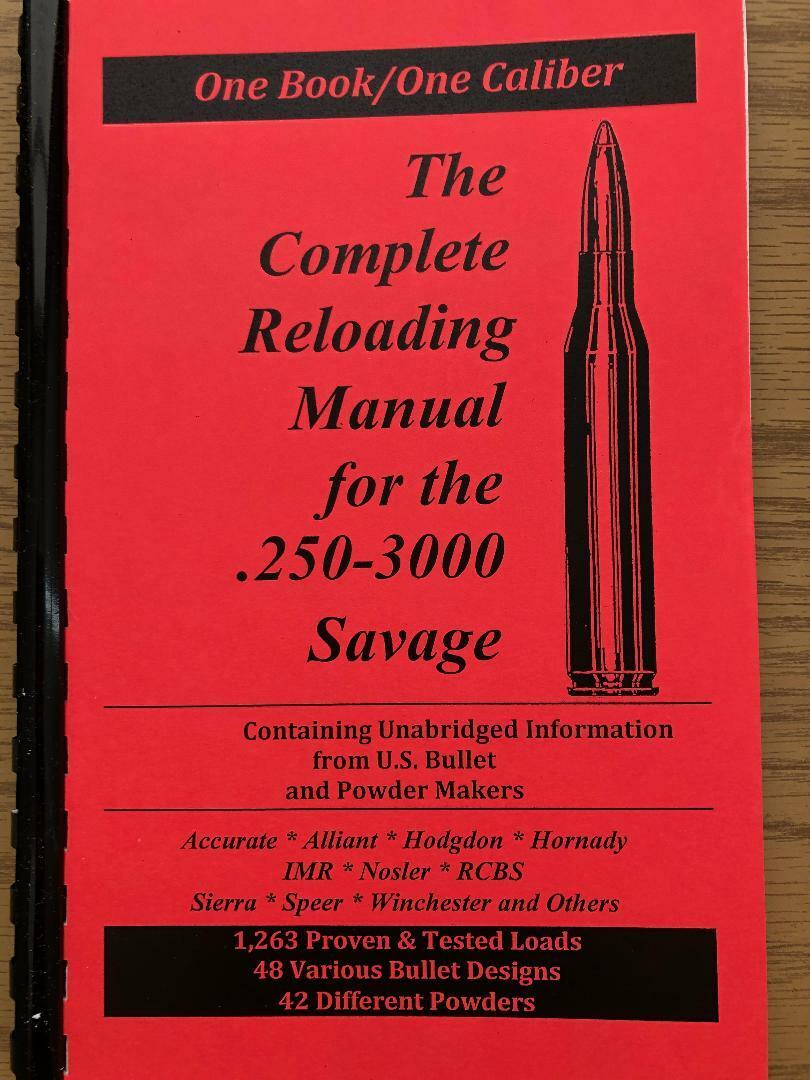 One Book/One Caliber
The
Complete
Reloading
Manual
for the
.250-3000
Savage
Containing Unabridged Information
from U.S. Bullet
and Powder Makers
Accurate * Alliant * Hodgdon * Hornady
IMR * Nosler * RCBS
Sierra * Speer * Winchester and Others
1,263 Proven & Tested Loads
48 Various Bullet Designs
42 Different Powders